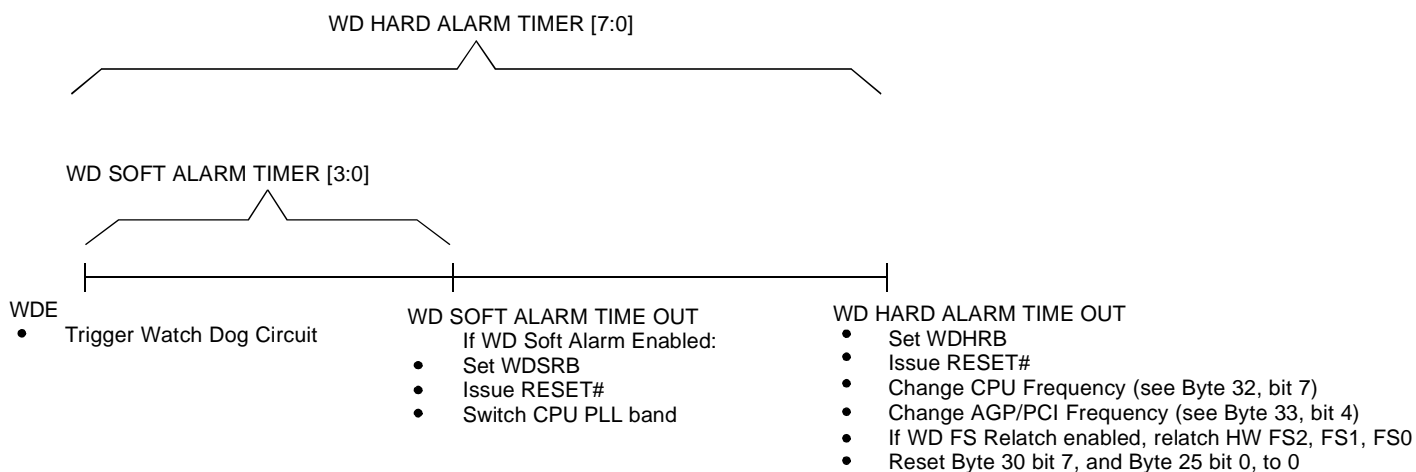 WD HARD ALARM TIMER [7:0]
WD SOFT ALARM TIMER [3:0]
WDE
• Trigger Watch Dog Circuit
WD SOFT ALARM TIME OUT
If WD Soft Alarm Enabled:
• Set WDSRB
• Issue RESET#
• Switch CPU PLL band
WD HARD ALARM TIME OUT
• Set WDHRB
• Issue RESET#
• Change CPU Frequency (see Byte 32, bit 7)
• Change AGP/PCI Frequency (see Byte 33, bit 4)
• If WD FS Relatch enabled, relatch HW FS2, FS1, FS0
• Reset Byte 30 bit 7, and Byte 25 bit 0, to 0